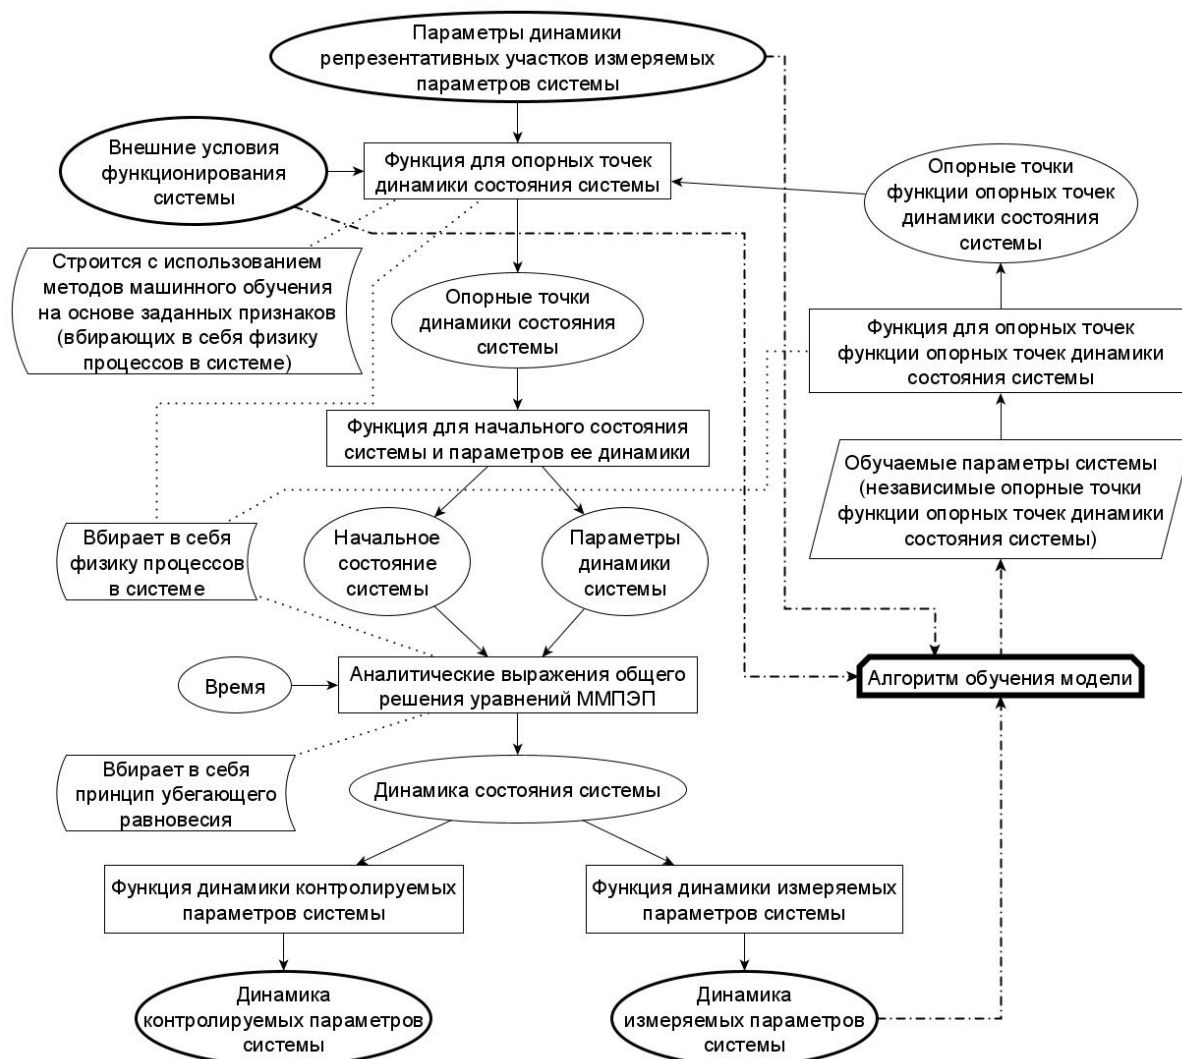 Параметры динамики
репрезентативных участков измеряемых
параметров системы
Внешние условия
функционирования
системы
Функция для опорных точек
динамики состояния системы
Опорные точки
функции опорных точек
динамики состояния
системы
Строится с использованием
методов машинного обучения
на основе заданных признаков
(вбирающих в себя физику
процессов в системе)
Опорные точки
динамики состояния
системы
Функция для опорных точек
функции опорных точек динамики
состояния системы
Функция для начального состояния
системы и параметров ее динамики
Обучаемые параметры системы
(независимые опорные точки
функции опорных точек динамики
состояния системы)
Вбирает в себя
физику процессов
в системе
Начальное
состояние
системы
Параметры
динамики
системы
Время
Аналитические выражения общего
решения уравнений ММПЭП
Алгоритм обучения модели
Вбирает в себя
принцип убегающего
равновесия
Динамика состояния системы
Функция динамики контролируемых
параметров системы
Функция динамики измеряемых
параметров системы
Динамика
контролируемых параметров
системы
Динамика
измеряемых параметров
системы